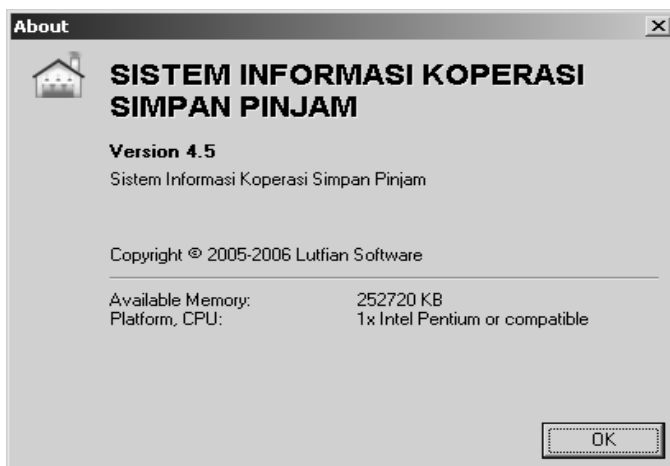 About
SISTEM INFORMASI KOPERASI
SIMPAN PINJAM
Version 4.5
Sistem Informasi Koperasi Simpan Pinjam
Copyright © 2005-2006 Lutfian Software
Available Memory: 252720 KB
Platform, CPU: 1x Intel Pentium or compatible
OK